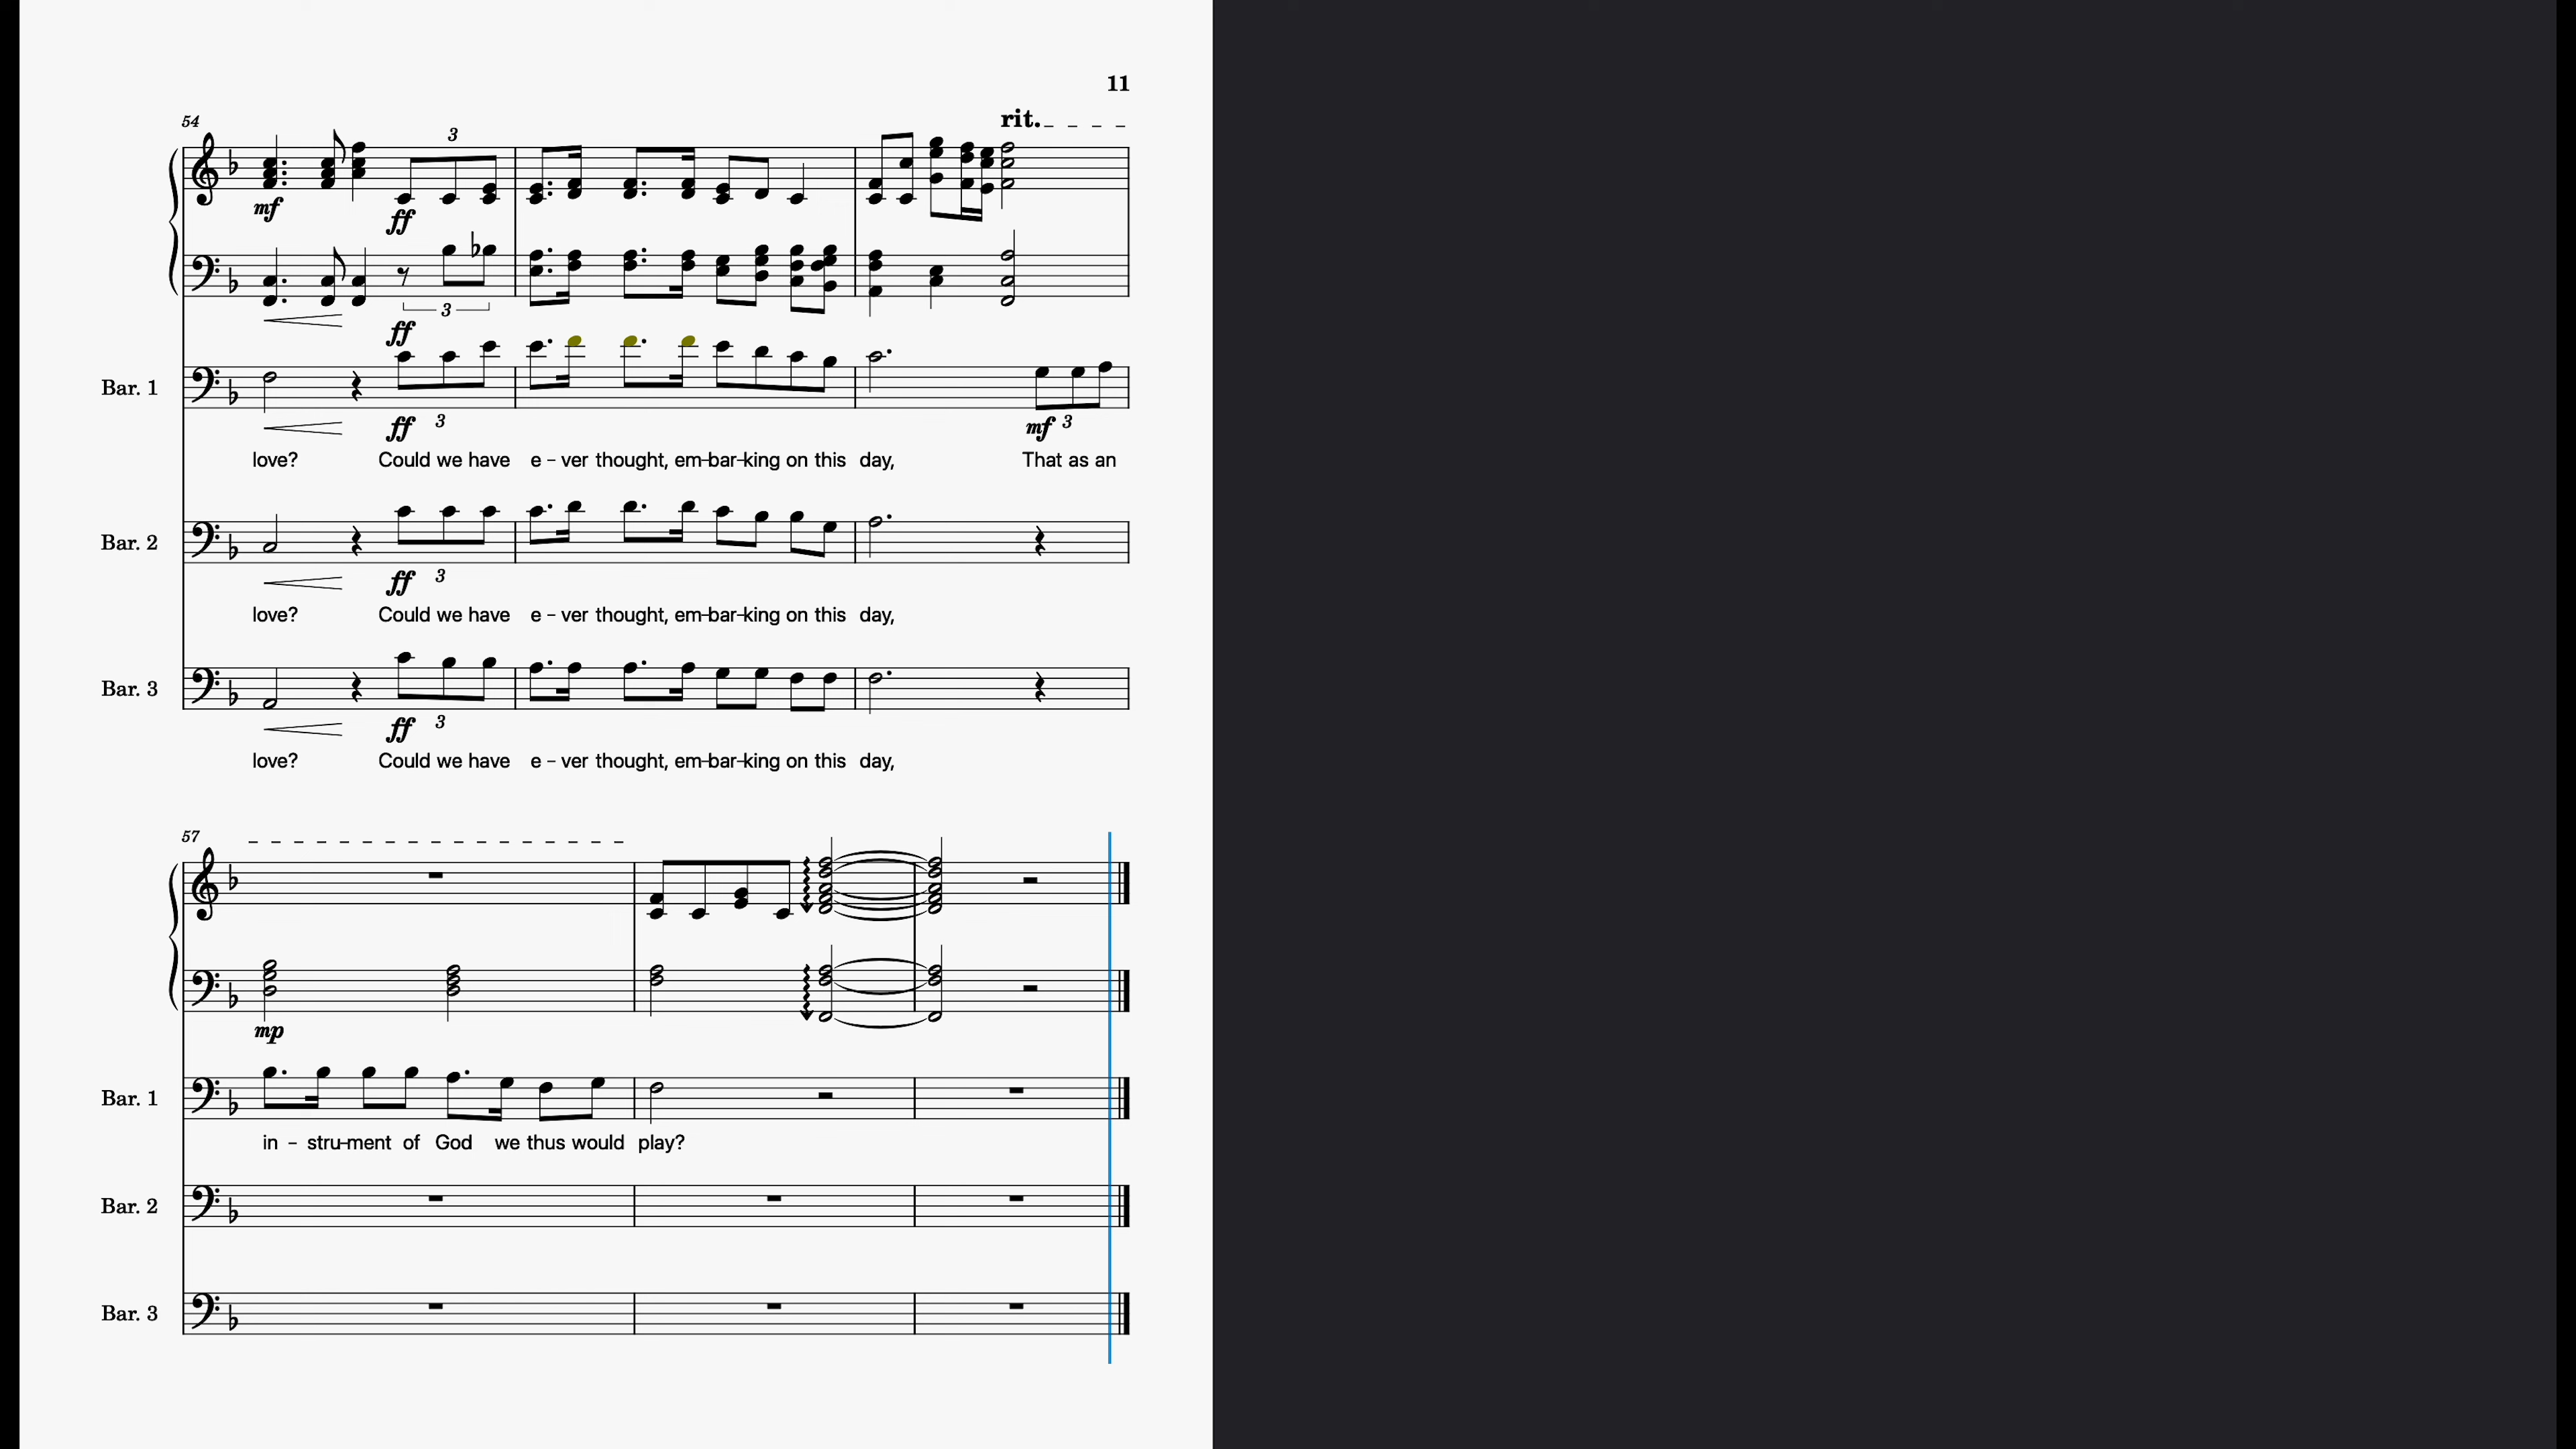 11
54
rit.
3
mf
ff
3
ff
Bar. 1
ff 3
mf 3
love? Could we have e - ver thought, em-bar-king on this day, That as an
Bar. 2
ff 3
love? Could we have e - ver thought, em-bar-king on this day,
Bar. 3
ff 3
love? Could we have e - ver thought, em-bar-king on this day,
57
mp
Bar. 1
in - stru-ment of God we thus would play?
Bar. 2
Bar. 3